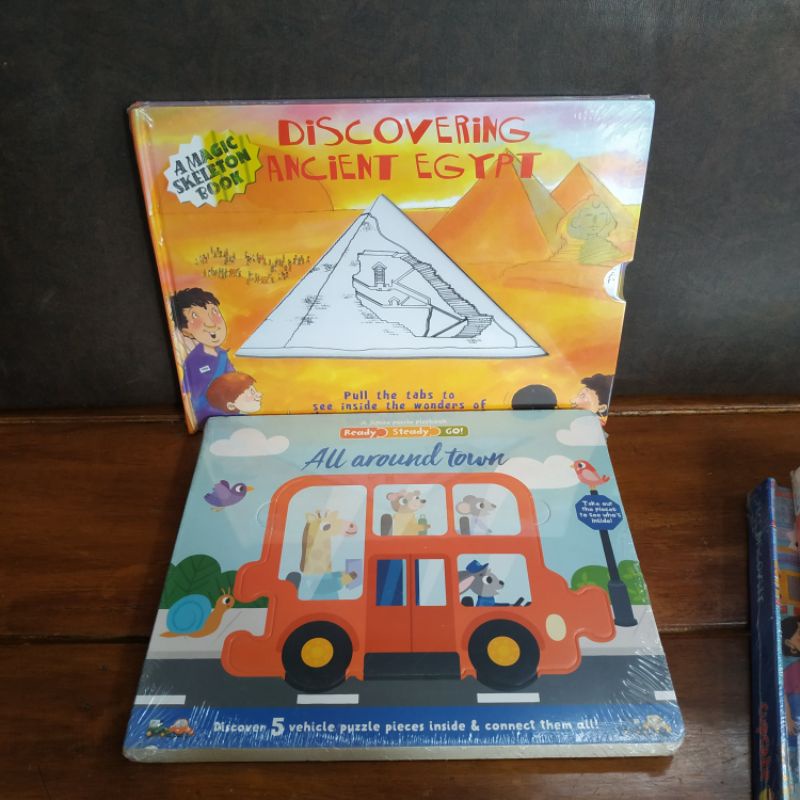 A MAGIC
SKELETON
BOOK
DISCOVERING
ANCIENT EGYPT
Pull the tabs to
see inside the wonders of
Ready Steady GO!
All around town
Take out
the pieces
to see who's
inside!
Discover 5 vehicle puzzle pieces inside & connect them all!